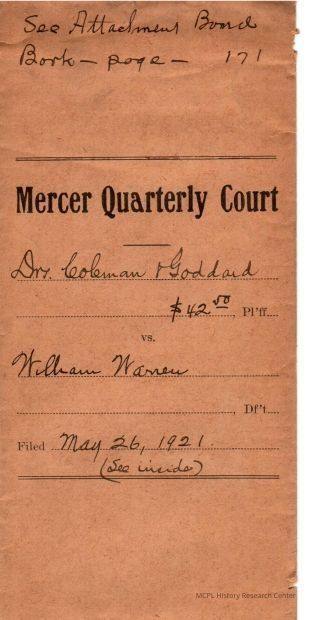 See Attachment Bond
Book - page - 171
Mercer Quarterly Court
Drs. Coleman & Goddard
$42.50, Pl'ff.
vs.
William Warren
, Df't.
Filed May 26, 1921.
(See inside)
MCPL History Research Center